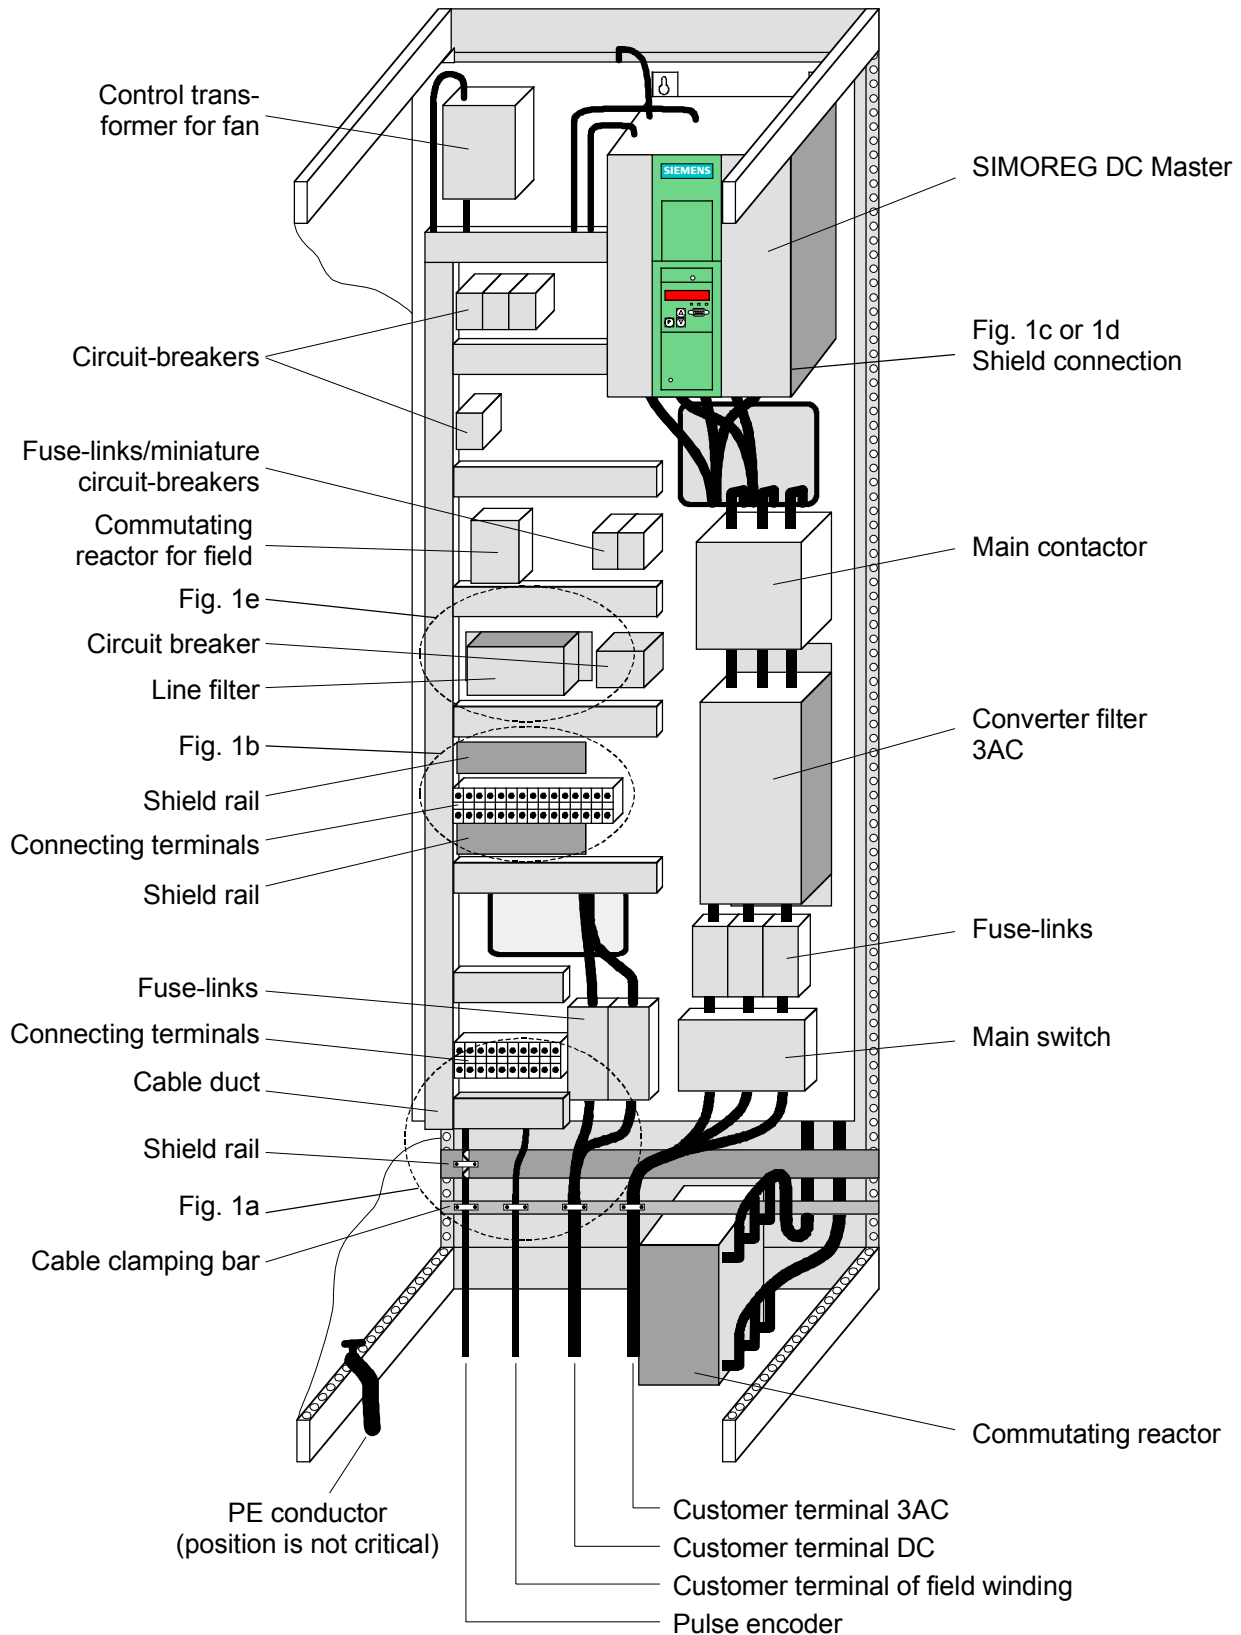 Control trans-
former for fan
SIEMENS
SIMOREG DC Master
Circuit-breakers
Fig. 1c or 1d
Shield connection
Fuse-links/miniature
circuit-breakers
Commutating
reactor for field
Main contactor
Fig. 1e
Circuit breaker
Line filter
Converter filter
3AC
Fig. 1b
Shield rail
Connecting terminals
Shield rail
Fuse-links
Fuse-links
Connecting terminals
Main switch
Cable duct
Shield rail
Fig. 1a
Cable clamping bar
Commutating reactor
PE conductor
(position is not critical)
Customer terminal 3AC
Customer terminal DC
Customer terminal of field winding
Pulse encoder